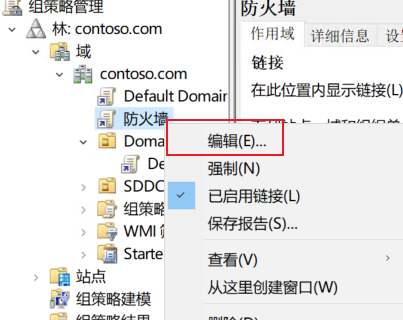 组策略管理
林: contoso.com
域
contoso.com
Default Domain
防火墙
Doma
De
SDDC
组策略
WMI
Starte
站点
组策略建模
组策略结果
防火墙
作用域
详细信息
设置
链接
在此位置内显示链接(L)
编辑(E)...
强制(N)
已启用链接(L)
保存报告(S)...
查看(V)
从这里创建窗口(W)
删除(D)